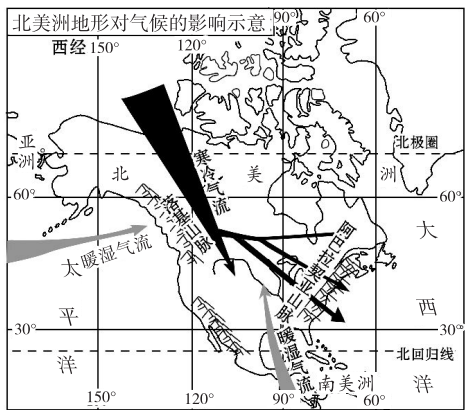 北美洲地形对气候的影响示意
西经 150° 120° 90° 60°
亚洲
北美洲
北极圈
60° 60°
寒冷气流
落基山脉
阿巴拉契亚山脉
太平洋
暖湿气流
大西洋
30° 30°
暖湿气流
北回归线
南美洲
150° 120° 90° 60°